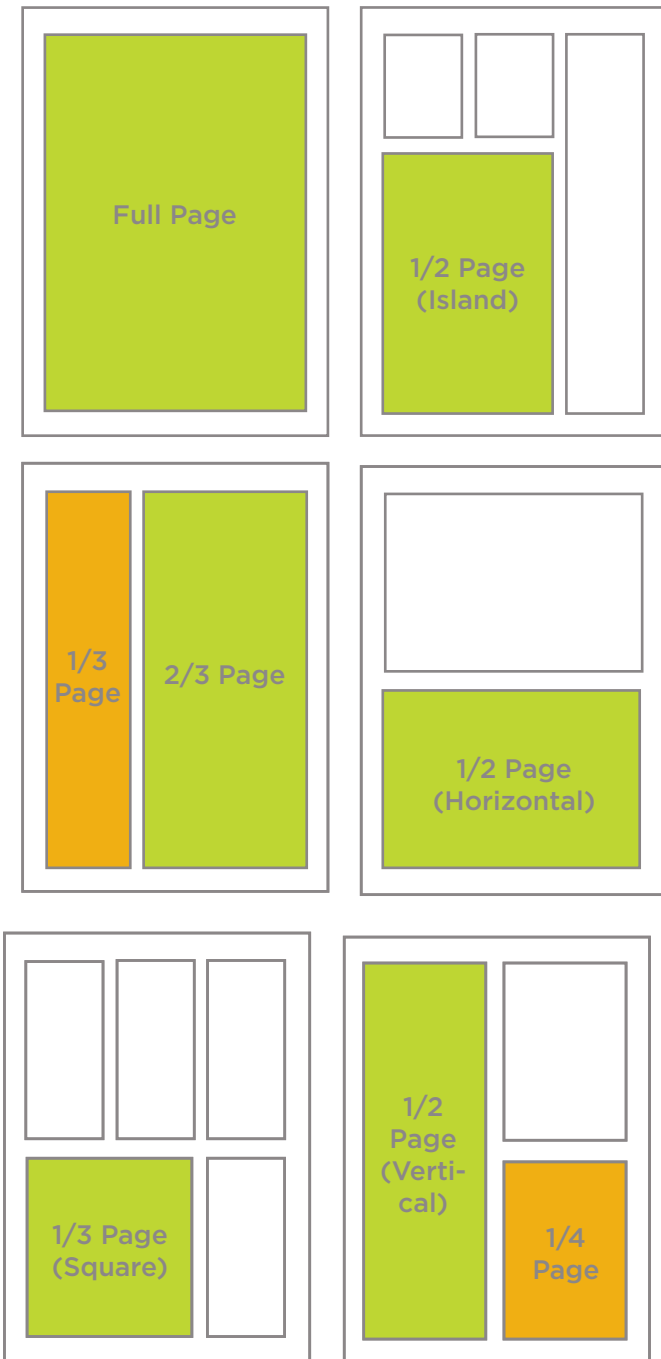 Full Page
1/2 Page
(Island)
1/3
Page
2/3 Page
1/2 Page
(Horizontal)
1/3 Page
(Square)
1/2
Page
(Verti-
cal)
1/4
Page